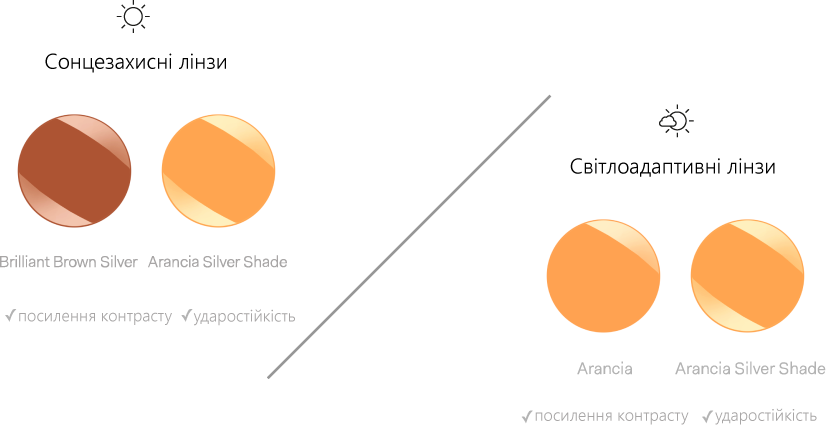 Сонцезахисні лінзи
Brilliant Brown Silver Arancia Silver Shade
✓посилення контрасту ✓ударостійкість
Світлоадаптивні лінзи
Arancia Arancia Silver Shade
✓посилення контрасту ✓ударостійкість